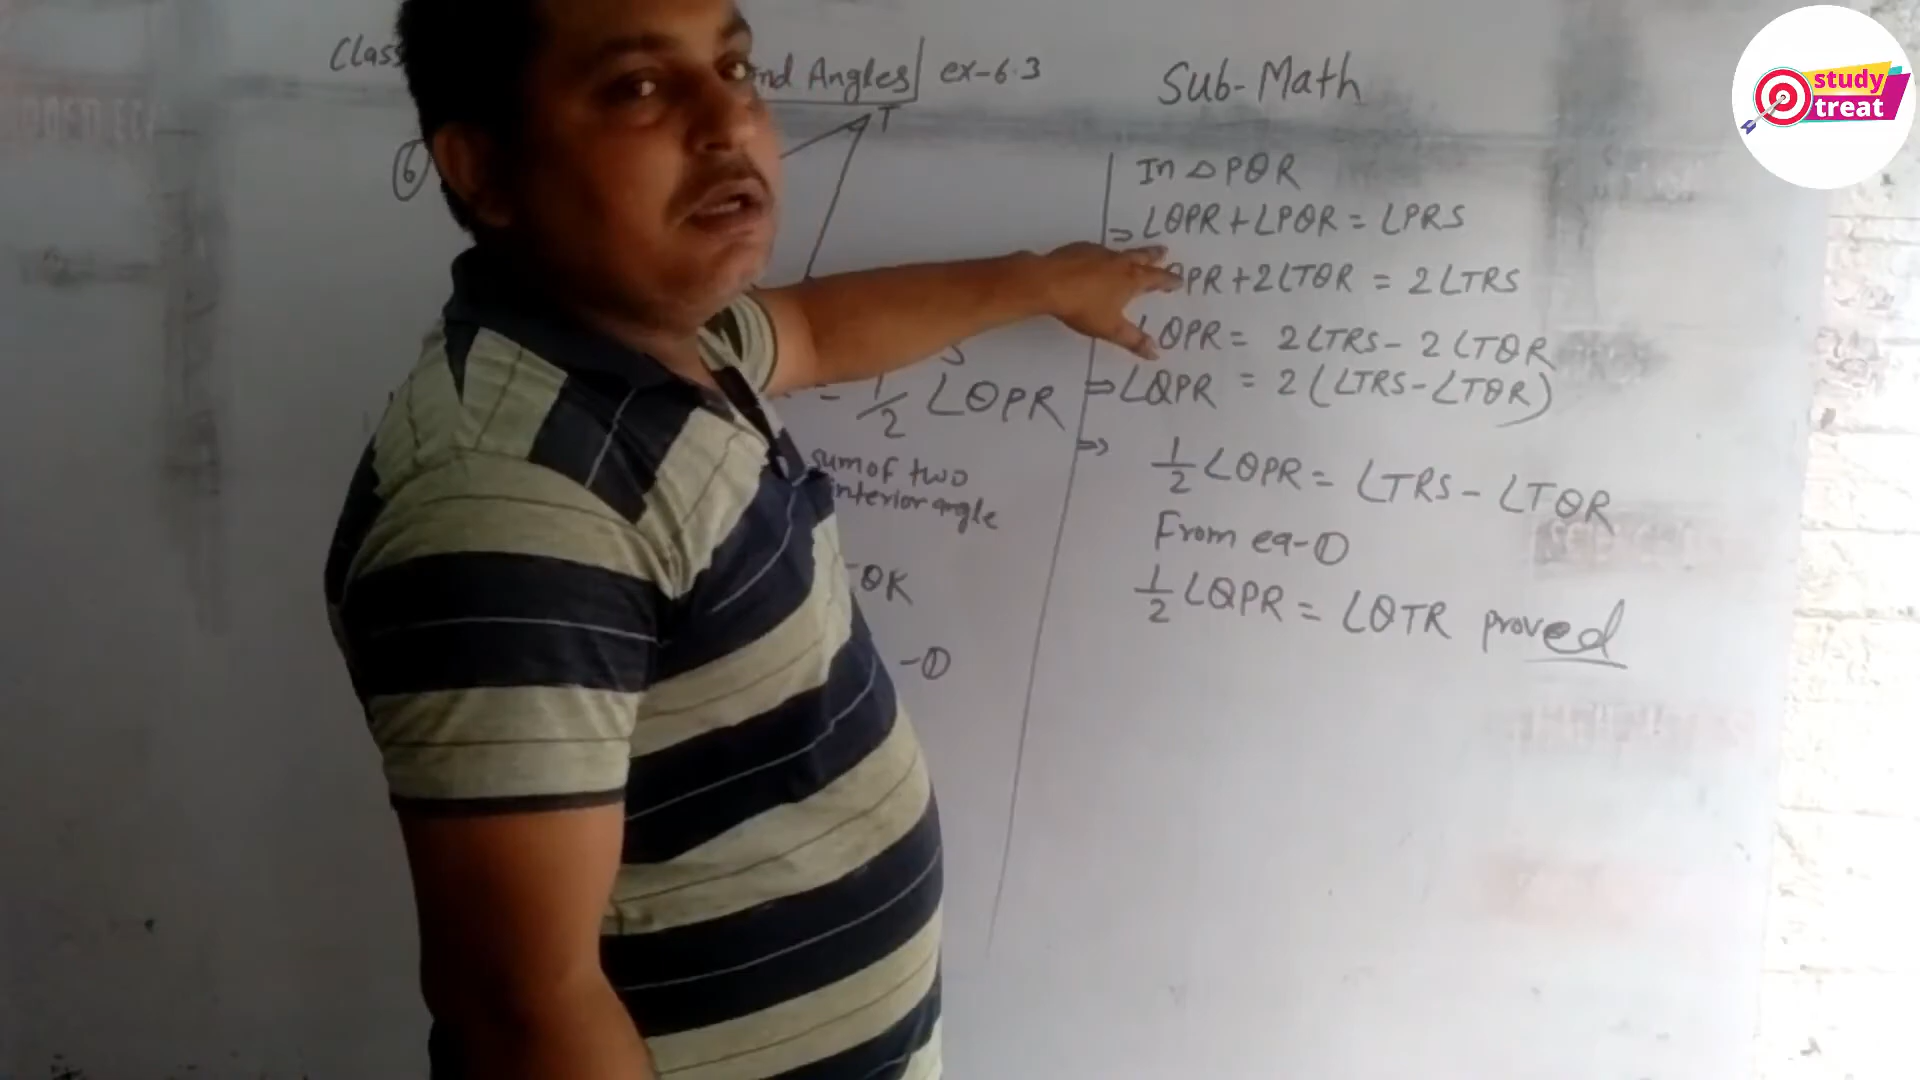 Class
nd Angles ex-6.3
Sub-Math
study
treat
6
T
In △PQR
⇒ ∠QPR + ∠PQR = ∠PRS
QPR + 2∠TQR = 2∠TRS
∠QPR = 2∠TRS - 2∠TQR
⇒ ∠QPR = 2(∠TRS - ∠TQR)
⇒ 1/2 ∠QPR = ∠TRS - ∠TQR
From eq-①
1/2 ∠QPR = ∠QTR proved
= 1/2 ∠QPR
sum of two
interior angle
-①